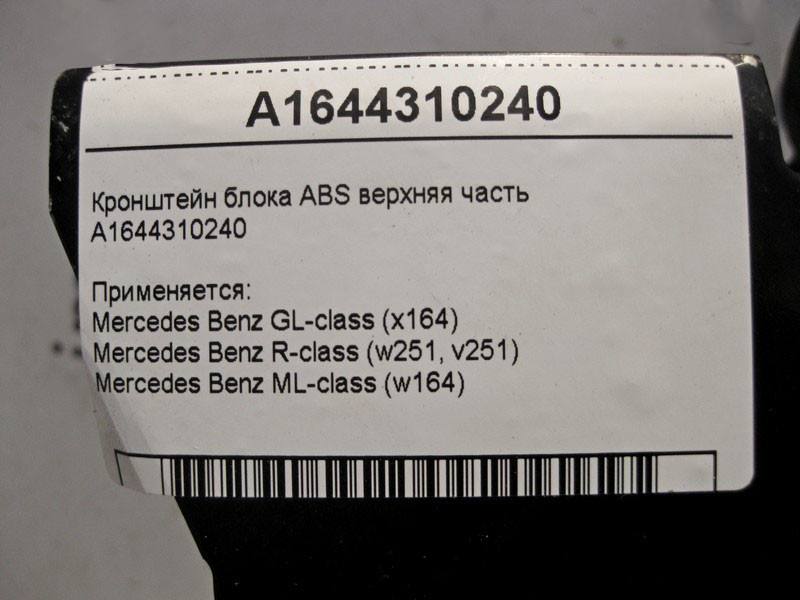 A1644310240
Кронштейн блока ABS верхняя часть
A1644310240
Применяется:
Mercedes Benz GL-class (x164)
Mercedes Benz R-class (w251, v251)
Mercedes Benz ML-class (w164)